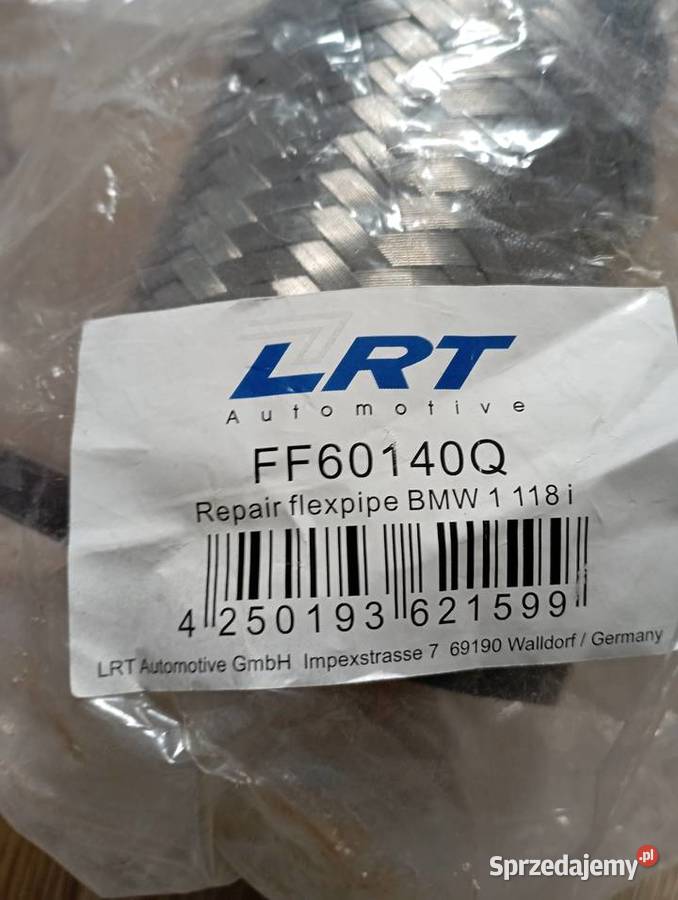 LRT
Automotive
FF60140Q
Repair flexpipe BMW 1 118 i
4 250193 621599
LRT Automotive GmbH Impexstrasse 7 69190 Walldorf / Germany
Sprzedajemy.pl